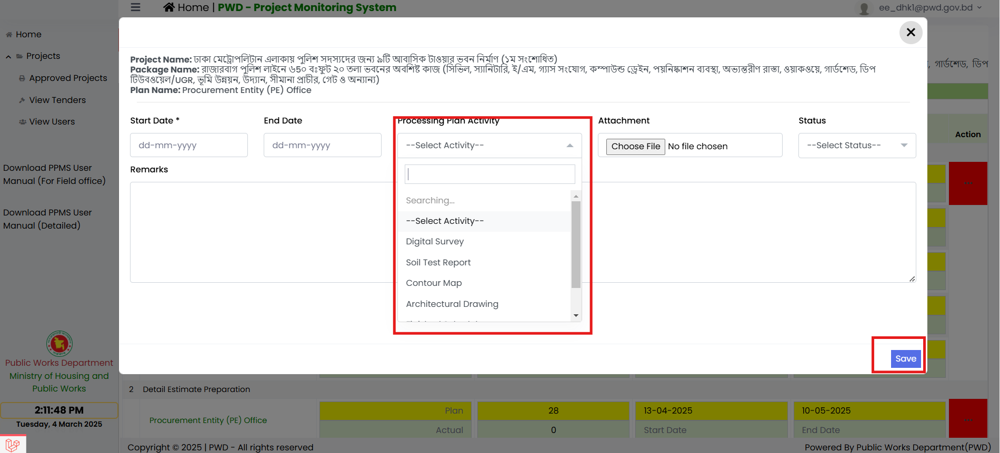 Home | PWD - Project Monitoring System
ee_dhk1@pwd.gov.bd
Home
Projects
Approved Projects
View Tenders
View Users
Download PPMS User
Manual (For Field office)
Download PPMS User
Manual (Detailed)
Public Works Department
Ministry of Housing and
Public Works
2:11:48 PM
Tuesday, 4 March 2025
Project Name: ঢাকা মেট্রোপলিটান এলাকায় পুলিশ সদস্যদের জন্য ৯টি আবাসিক টাওয়ার ভবন নির্মাণ (১ম সংশোধিত)
Package Name: রাজারবাগ পুলিশ লাইনে ৬5০ বঃফুট ২০ তলা ভবনের অবশিষ্ট কাজ (সিভিল, স্যানিটারি, ই/এম, গ্যাস সংযোগ, কম্পাউন্ড ড্রেইন, পয়নিষ্কাশন ব্যবস্থা, অভ্যন্তরীণ রাস্তা, ওয়াকওয়ে, গার্ডশেড, ডিপ
টিউবওয়েল/UGR, ভূমি উন্নয়ন, উদ্যান, সীমানা প্রাচীর, গেট ও অন্যান্য)
Plan Name: Procurement Entity (PE) Office
, গার্ডশেড, ডিপ
Start Date * End Date Processing Plan Activity Attachment Status
dd-mm-yyyy dd-mm-yyyy --Select Activity-- Choose File No file chosen --Select Status--
Action
Remarks
Searching...
--Select Activity--
Digital Survey
Soil Test Report
Contour Map
Architectural Drawing
Save
2 Detail Estimate Preparation
Procurement Entity (PE) Office
Plan 28 13-04-2025 10-05-2025
Actual 0 Start Date End Date
Copyright © 2025 | PWD - All rights reserved
Powered By Public Works Department(PWD)